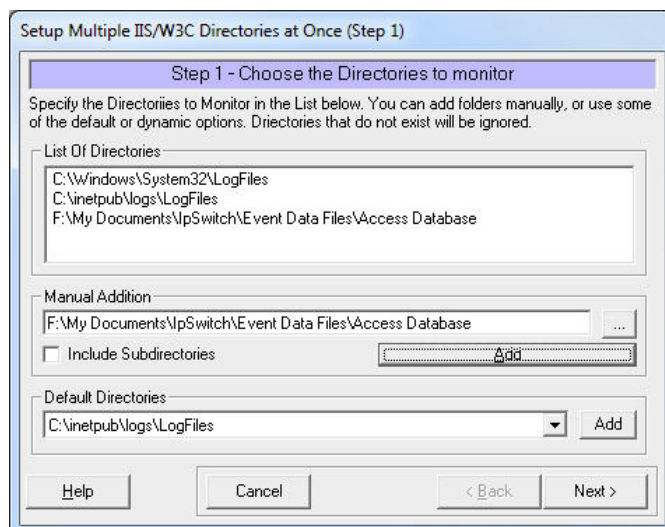 Setup Multiple IIS/W3C Directories at Once (Step 1)
Step 1 - Choose the Directories to monitor
Specify the Directoriies to Monitor in the List below. You can add folders manually, or use some
of the default or dynamic options. Driectories that do not exist will be ignored.
List Of Directories
C:\Windows\System32\LogFiles
C:\inetpub\logs\LogFiles
F:\My Documents\IpSwitch\Event Data Files\Access Database
Manual Addition
F:\My Documents\IpSwitch\Event Data Files\Access Database
...
Include Subdirectories
Add
Default Directories
C:\inetpub\logs\LogFiles
Add
Help
Cancel
< Back
Next >